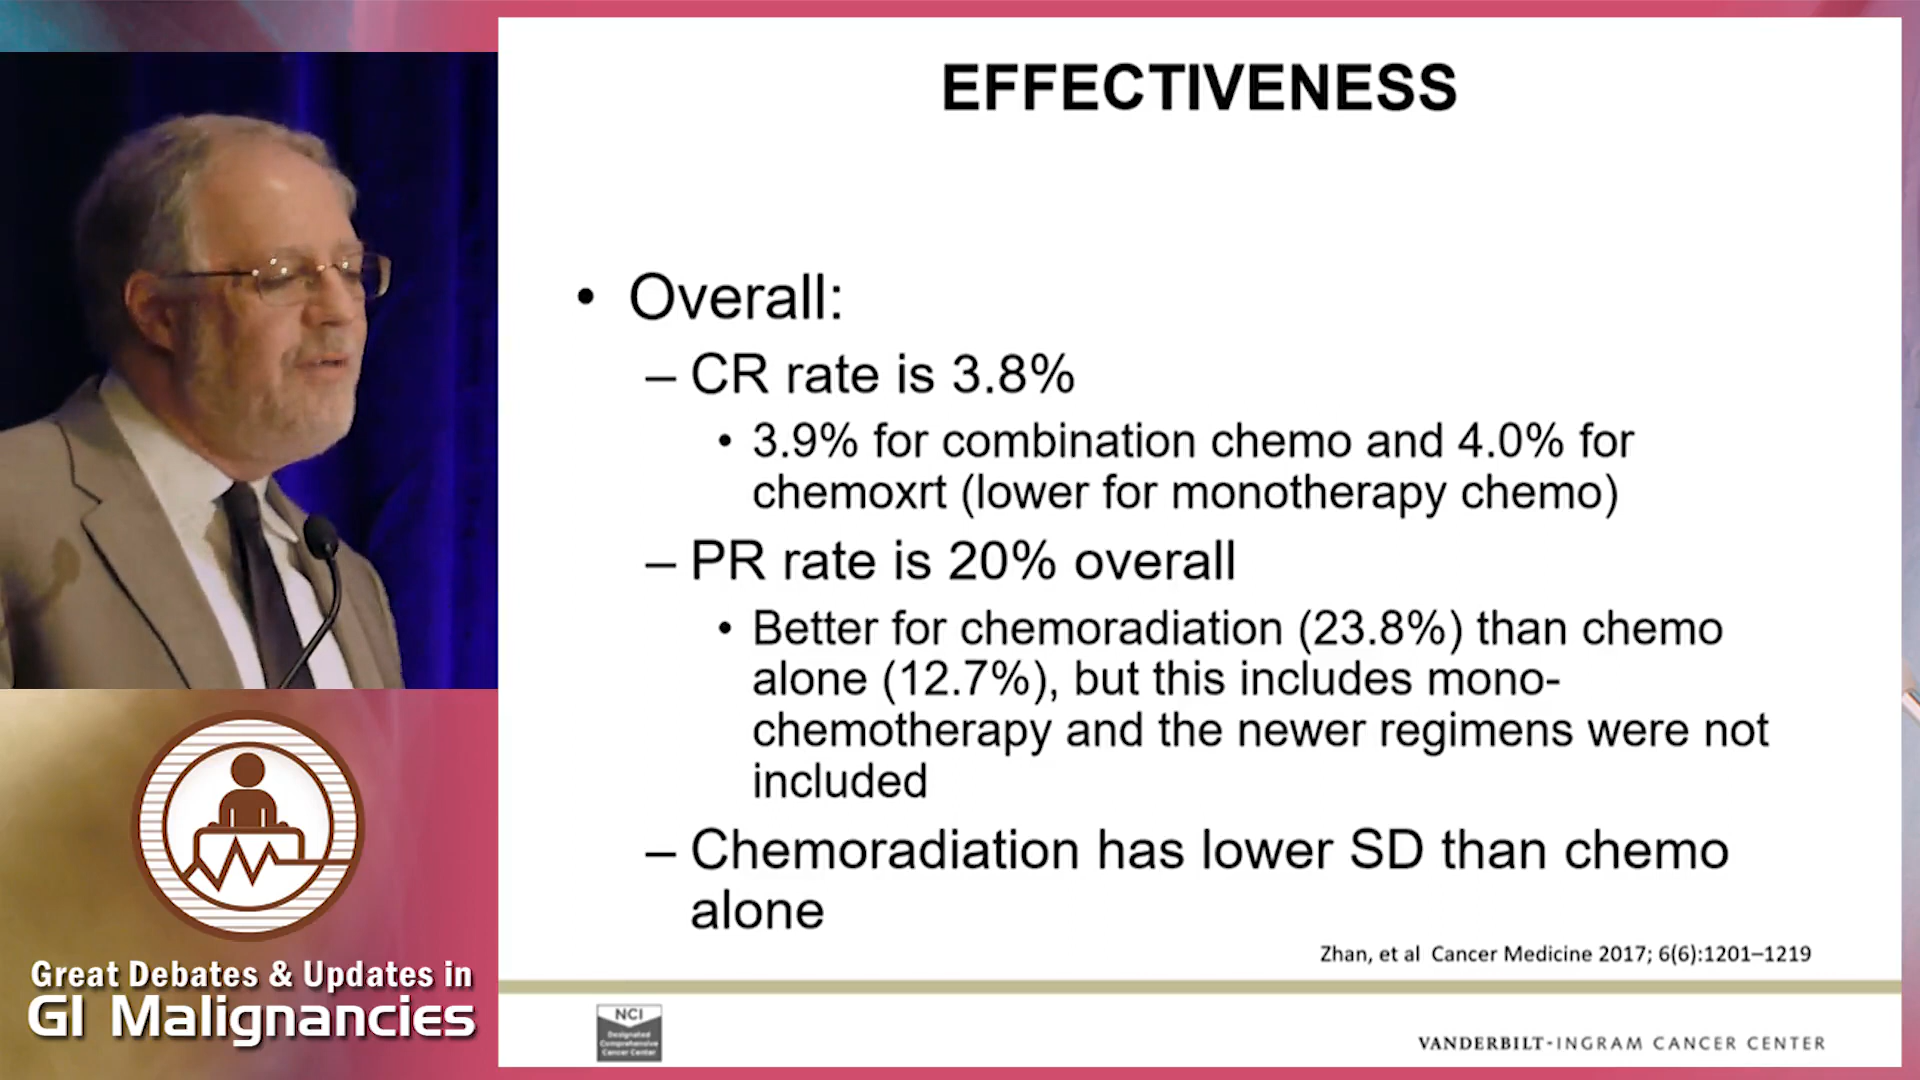 EFFECTIVENESS
• Overall:
– CR rate is 3.8%
• 3.9% for combination chemo and 4.0% for
chemoxrt (lower for monotherapy chemo)
– PR rate is 20% overall
• Better for chemoradiation (23.8%) than chemo
alone (12.7%), but this includes mono-
chemotherapy and the newer regimens were not
included
– Chemoradiation has lower SD than chemo
alone
Zhan, et al Cancer Medicine 2017; 6(6):1201–1219
NCI
Designated
Comprehensive
Cancer Center
VANDERBILT-INGRAM CANCER CENTER
Great Debates & Updates in
GI Malignancies